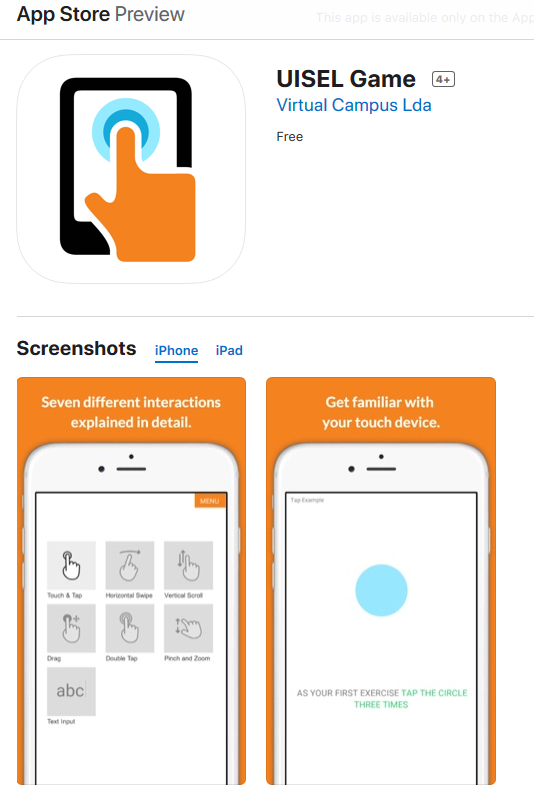 App Store Preview
This app is available only on the App
UISEL Game 4+
Virtual Campus Lda
Free
Screenshots iPhone iPad
Seven different interactions
explained in detail.
MENU
Touch & Tap Horizontal Swipe Vertical Scroll
Drag Double Tap Pinch and Zoom
abc
Text Input
Get familiar with
your touch device.
Tap Example
AS YOUR FIRST EXERCISE TAP THE CIRCLE
THREE TIMES